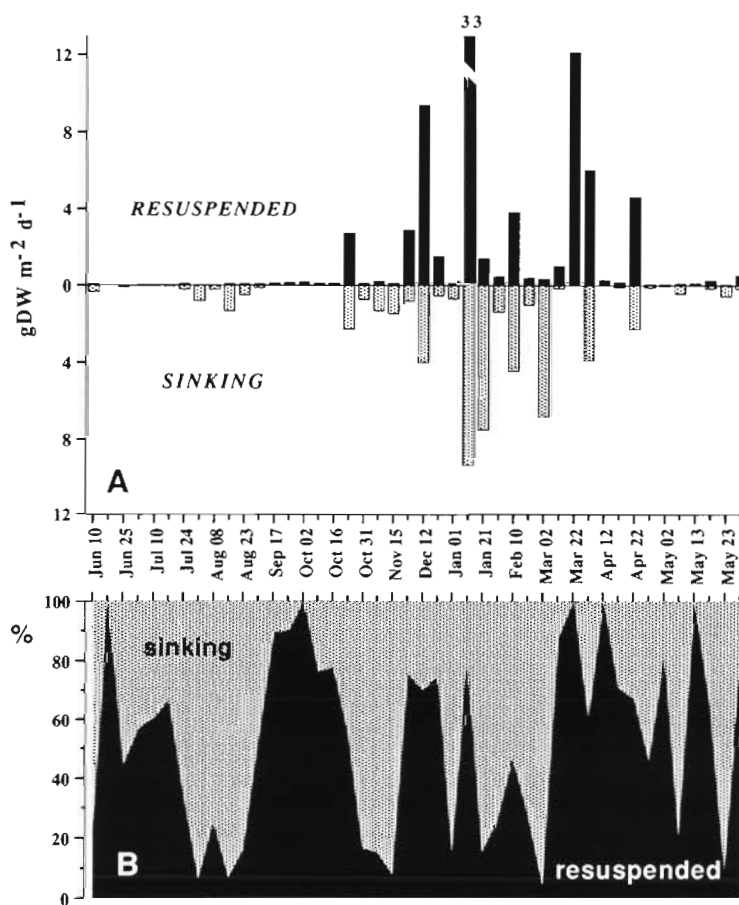 33
12
8
4
0
4
8
12
gDW m-2 d-1
RESUSPENDED
SINKING
A
Jun 10
Jun 25
Jul 10
Jul 24
Aug 08
Aug 23
Sep 17
Oct 02
Oct 16
Oct 31
Nov 15
Dec 12
Jan 01
Jan 21
Feb 10
Mar 02
Mar 22
Apr 12
Apr 22
May 02
May 13
May 23
%
100
80
60
40
20
0
sinking
B
resuspended